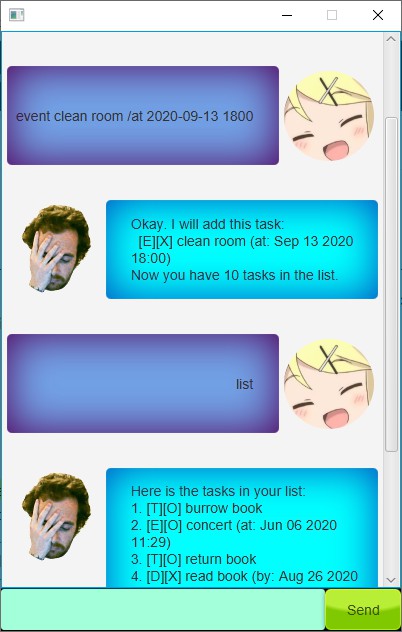 event clean room /at 2020-09-13 1800
Okay. I will add this task:
[E][X] clean room (at: Sep 13 2020
18:00)
Now you have 10 tasks in the list.
list
Here is the tasks in your list:
1. [T][O] burrow book
2. [E][O] concert (at: Jun 06 2020
11:29)
3. [T][O] return book
4. [D][X] read book (by: Aug 26 2020
Send